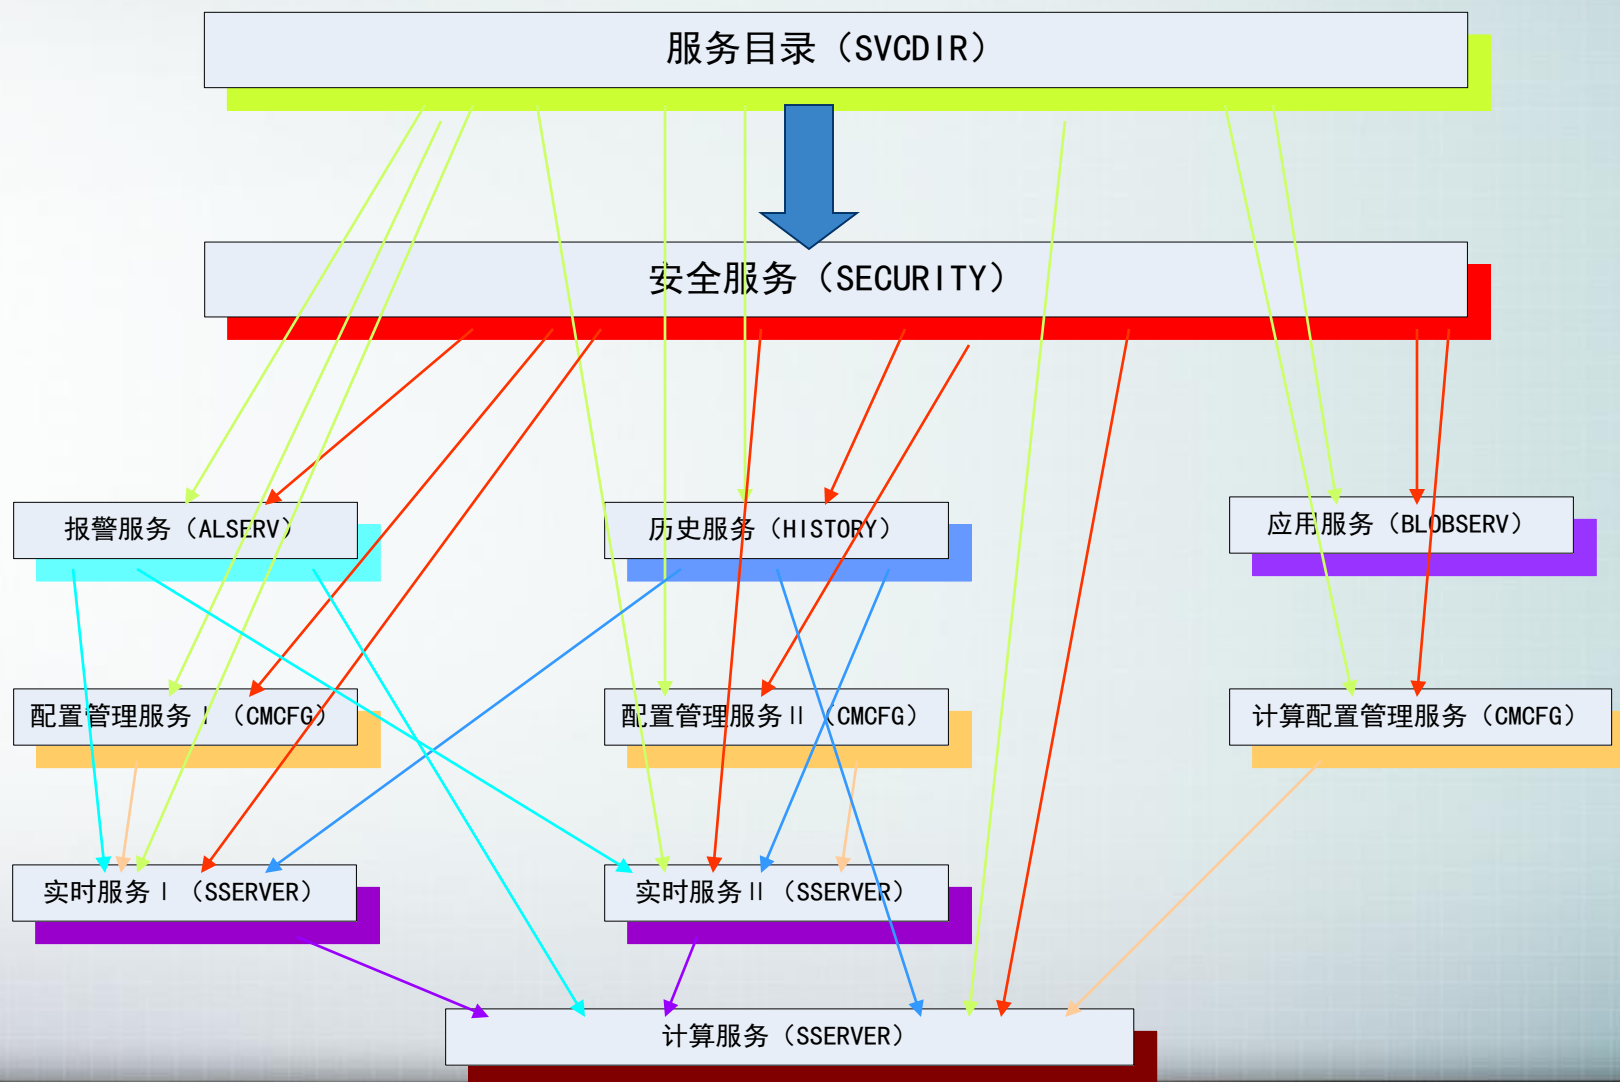 服务目录（SVCDIR）
安全服务（SECURITY）
报警服务（ALSERV）
历史服务（HISTORY）
应用服务（BLOBSERV）
配置管理服务Ⅰ（CMCFG）
配置管理服务Ⅱ（CMCFG）
计算配置管理服务（CMCFG）
实时服务Ⅰ（SSERVER）
实时服务Ⅱ（SSERVER）
计算服务（SSERVER）